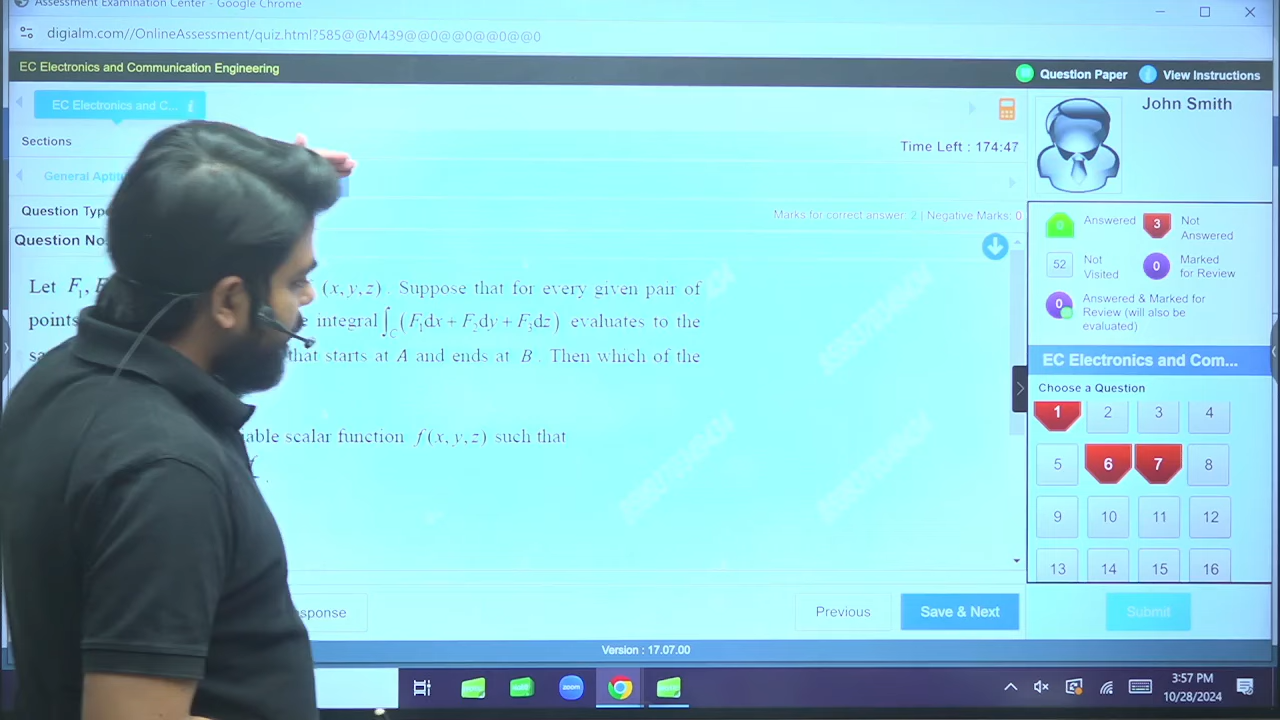 Assessment Examination Center - Google Chrome
digialm.com//OnlineAssessment/quiz.html?585@@M439@@0@@0@@0@@0
EC Electronics and Communication Engineering
Question Paper
View Instructions
EC Electronics and C... i
John Smith
Sections
Time Left : 174:47
General
Question
Marks for correct answer: 2 | Negative Marks: 0
Question No.
0 Answered
3 Not Answered
52 Not Visited
0 Marked for Review
0 Answered & Marked for Review (will also be evaluated)
Let F₁, (x, y, z) . Suppose that for every given pair of
points integral ∫C (F₁dx + F₂dy + F₃dz) evaluates to the
that starts at A and ends at B . Then which of the
scalar function f(x, y, z) such that
EC Electronics and Com...
Choose a Question
1 2 3 4
5 6 7 8
9 10 11 12
13 14 15 16
Previous
Save & Next
Submit
Version : 17.07.00
zoom
3:57 PM
10/28/2024